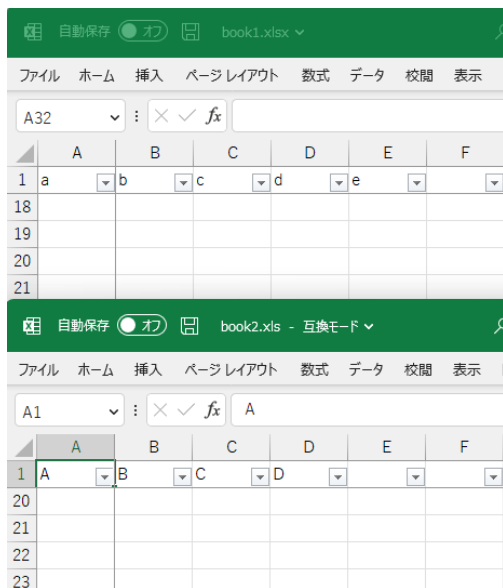 自動保存 オフ book1.xlsx
ファイル ホーム 挿入 ページ レイアウト 数式 データ 校閲 表示
A32 fx
A B C D E F
1 a b c d e
18
19
20
21
自動保存 オフ book2.xls - 互換モード
ファイル ホーム 挿入 ページ レイアウト 数式 データ 校閲 表示
A1 fx A
A B C D E F
1 A B C D
20
21
22
23